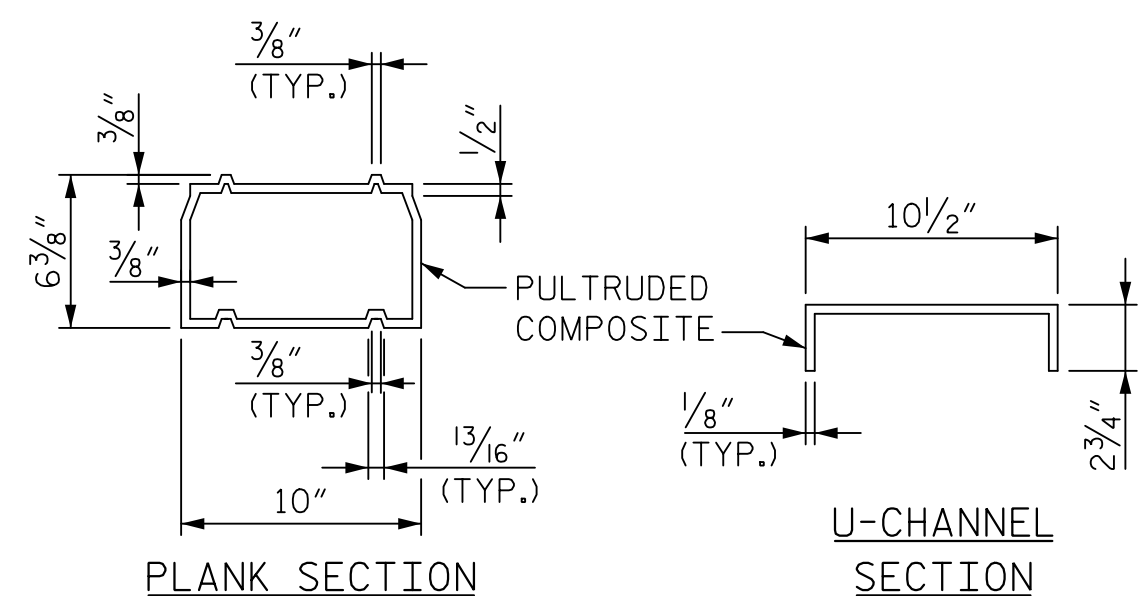 3/8"
(TYP.)
3/8"
1/2"
6 3/8"
3/8"
PULTRUDED
COMPOSITE
3/8"
(TYP.)
13/16"
(TYP.)
10"
PLANK SECTION
10 1/2"
1/8"
(TYP.)
2 3/4"
U-CHANNEL
SECTION